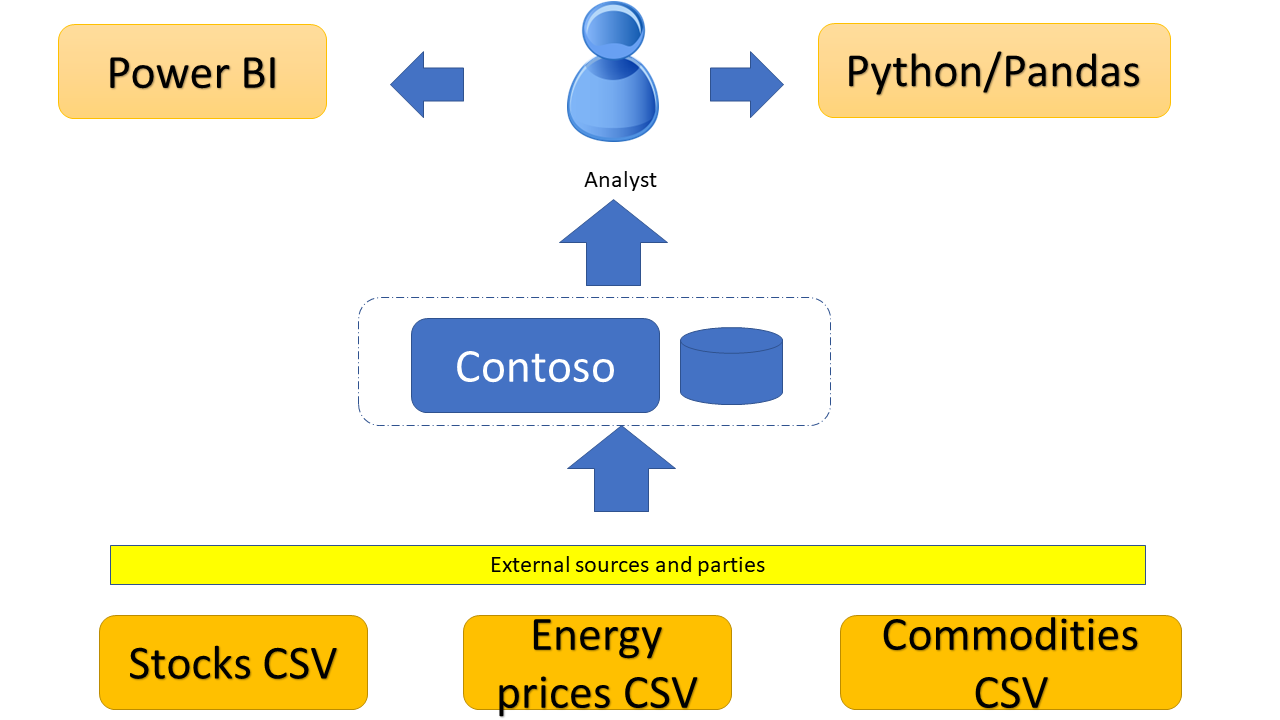 Power BI
Python/Pandas
Analyst
Contoso
External sources and parties
Stocks CSV
Energy
prices CSV
Commodities
CSV